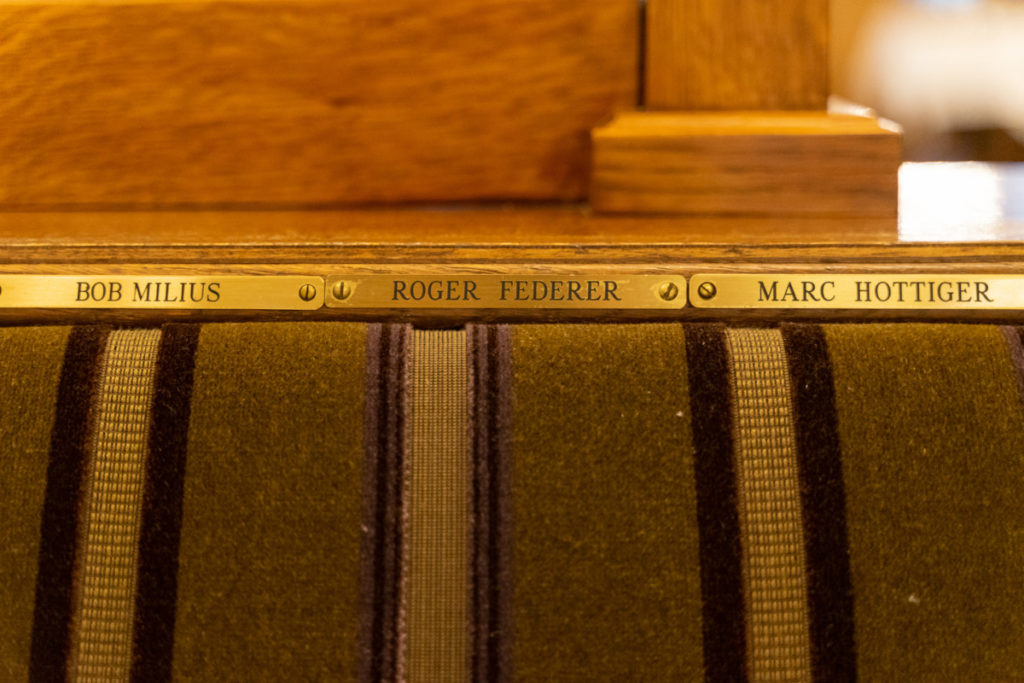 BOB MILIUS
ROGER FEDERER
MARC HOTTIGER